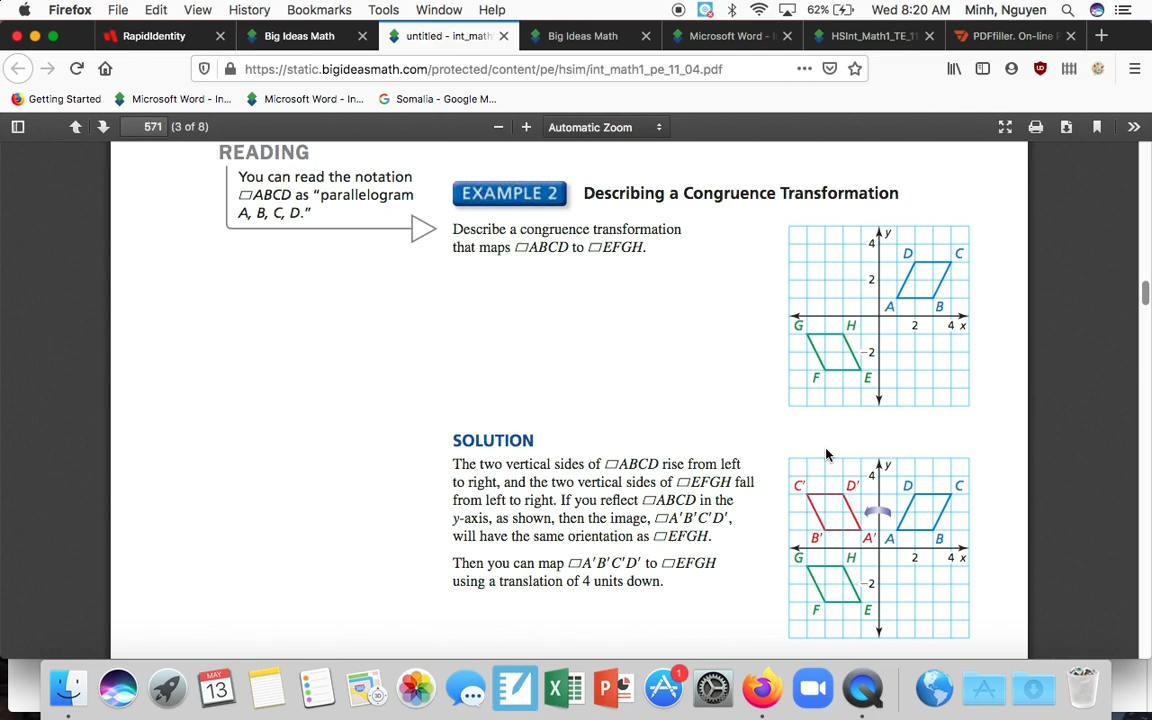 Firefox File Edit View History Bookmarks Tools Window Help 62% Wed 8:20 AM Minh, Nguyen
RapidIdentity Big Ideas Math untitled - int_math Big Ideas Math Microsoft Word - HSInt_Math1_TE_11 PDFfiller. On-line P
https://static.bigideasmath.com/protected/content/pe/hsim/int_math1_pe_11_04.pdf
Getting Started Microsoft Word - In... Microsoft Word - In... Somalia - Google M...
571 (3 of 8) Automatic Zoom
READING
You can read the notation
▱ABCD as “parallelogram
A, B, C, D.”
EXAMPLE 2 Describing a Congruence Transformation
Describe a congruence transformation
that maps ▱ABCD to ▱EFGH.
4 y
D C
2
A B
G H 2 4 x
−2
F E
SOLUTION
The two vertical sides of ▱ABCD rise from left
to right, and the two vertical sides of ▱EFGH fall
from left to right. If you reflect ▱ABCD in the
y-axis, as shown, then the image, ▱A′B′C′D′,
will have the same orientation as ▱EFGH.
Then you can map ▱A′B′C′D′ to ▱EFGH
using a translation of 4 units down.
4 y
C′ D′ D C
B′ A′ A B
G H 2 4 x
−2
F E
MAY
13
1